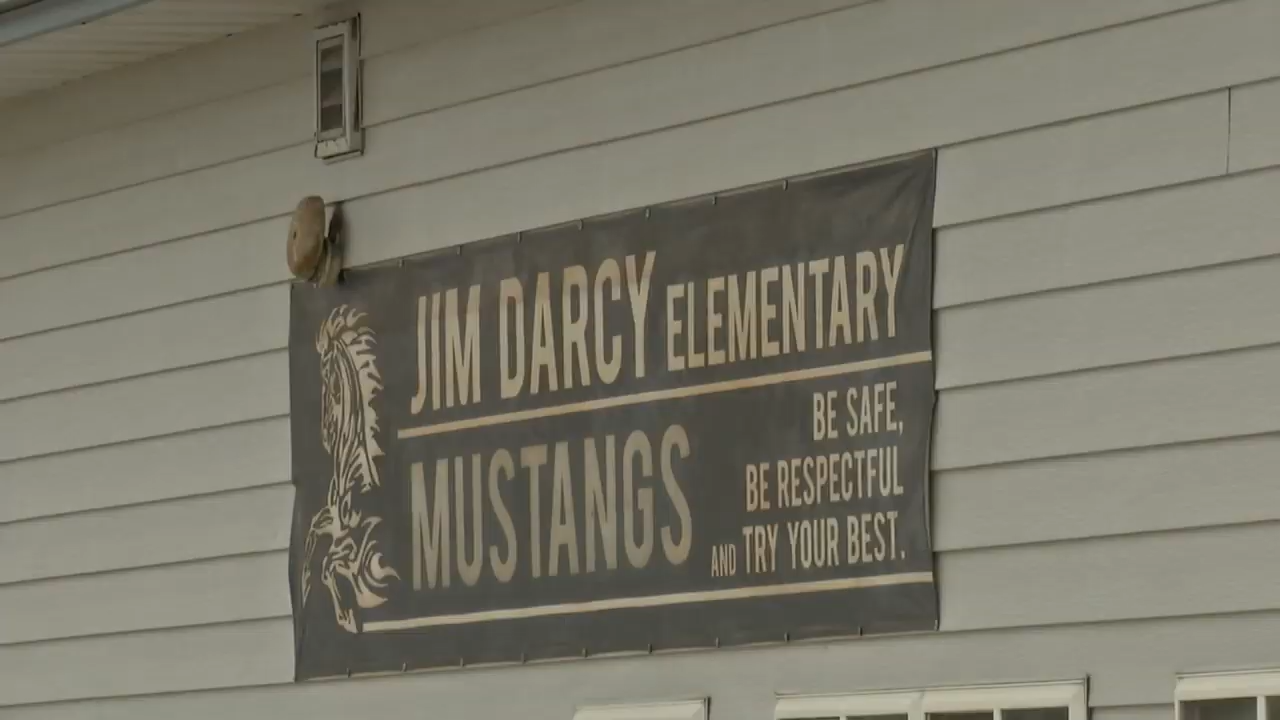 JIM DARCY ELEMENTARY
MUSTANGS
BE SAFE,
BE RESPECTFUL
AND TRY YOUR BEST.